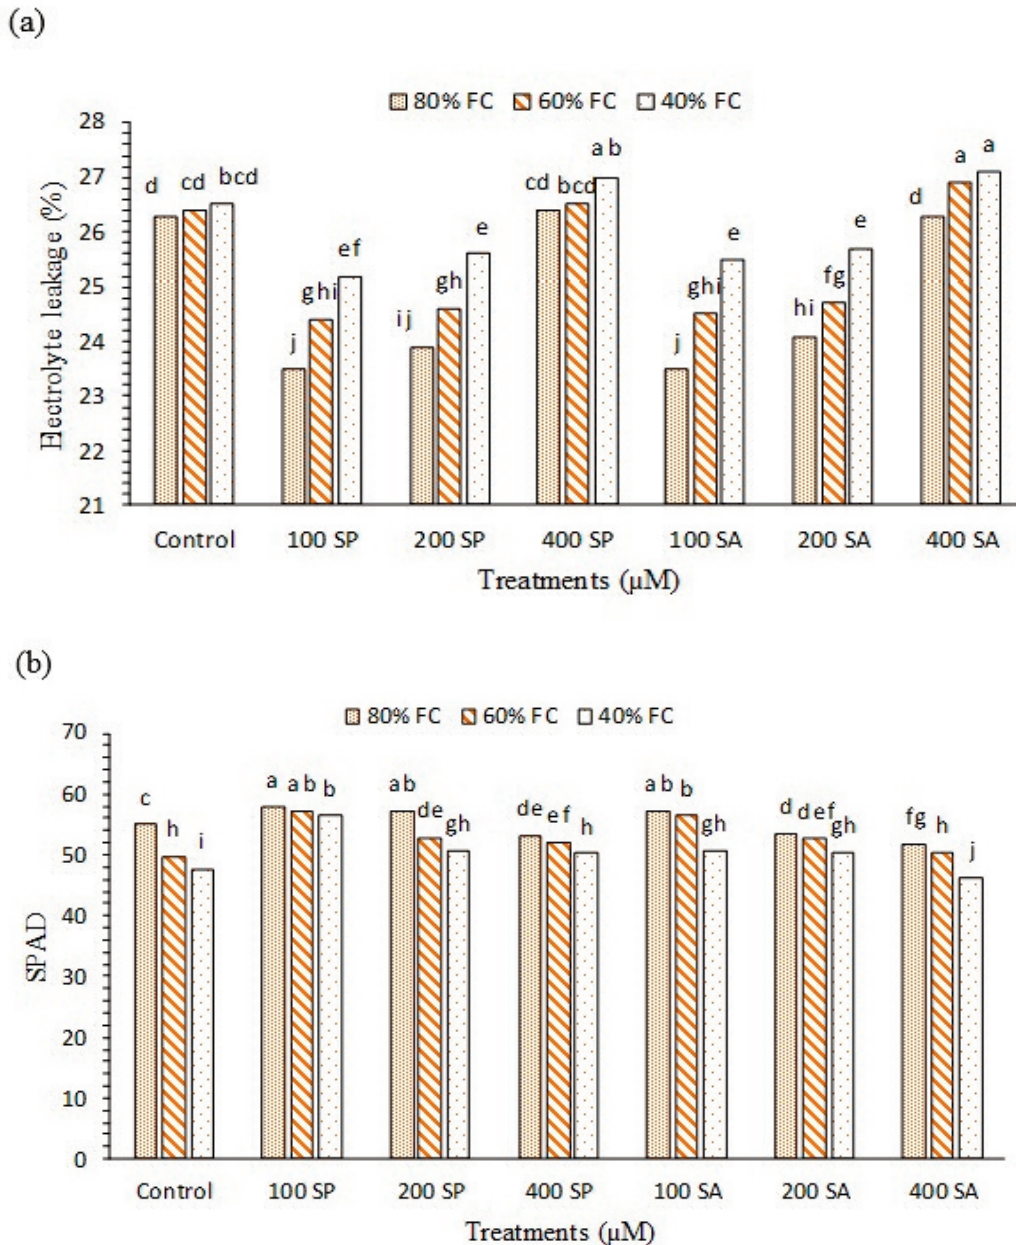 (a)
80% FC 60% FC 40% FC
Electrolyte leakage (%)
28
27
26
25
24
23
22
21
d cd bcd
j ghi ef
ij gh e
cd bcd ab
j ghi e
hi fg e
d a a
Control 100 SP 200 SP 400 SP 100 SA 200 SA 400 SA
Treatments (µM)
(b)
80% FC 60% FC 40% FC
SPAD
70
60
50
40
30
20
10
0
c h i
a ab b
ab de gh
de ef h
ab b gh
d def gh
fg h j
Control 100 SP 200 SP 400 SP 100 SA 200 SA 400 SA
Treatments (µM)